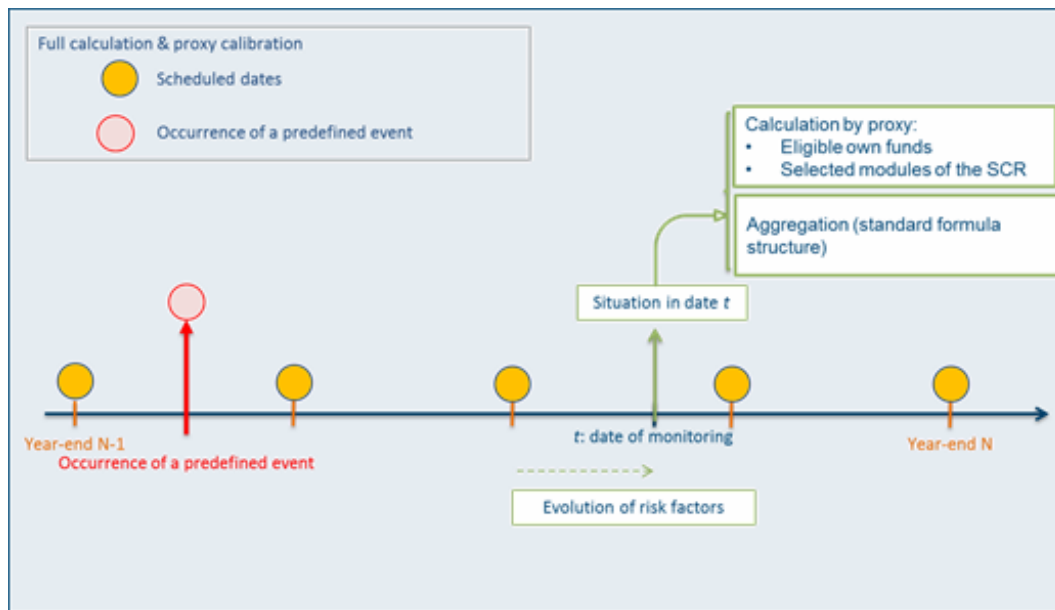 Full calculation & proxy calibration
Scheduled dates
Occurrence of a predefined event
Calculation by proxy:
• Eligible own funds
• Selected modules of the SCR
Aggregation (standard formula
structure)
Situation in date t
Year-end N-1
t: date of monitoring
Year-end N
Occurrence of a predefined event
Evolution of risk factors